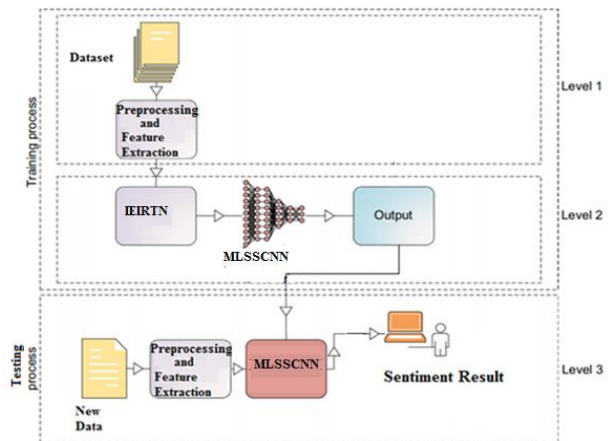 Dataset
Preprocessing
and
Feature
Extraction
Training process
Level 1
IEIRTN
MLSSCNN
Output
Level 2
Testing
process
New
Data
Preprocessing
and
Feature
Extraction
MLSSCNN
Sentiment Result
Level 3